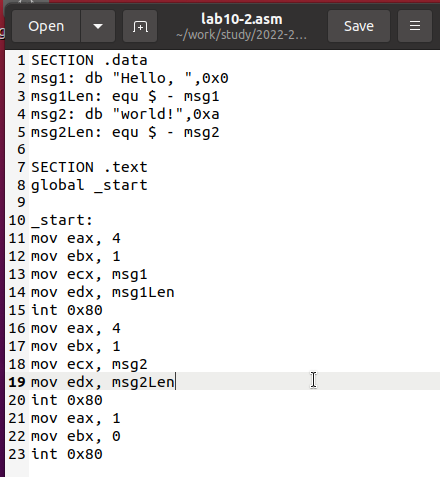 Open
lab10-2.asm
~/work/study/2022-2...
Save
1 SECTION .data
2 msg1: db "Hello, ",0x0
3 msg1Len: equ $ - msg1
4 msg2: db "world!",0xa
5 msg2Len: equ $ - msg2
6
7 SECTION .text
8 global _start
9
10 _start:
11 mov eax, 4
12 mov ebx, 1
13 mov ecx, msg1
14 mov edx, msg1Len
15 int 0x80
16 mov eax, 4
17 mov ebx, 1
18 mov ecx, msg2
19 mov edx, msg2Len
20 int 0x80
21 mov eax, 1
22 mov ebx, 0
23 int 0x80